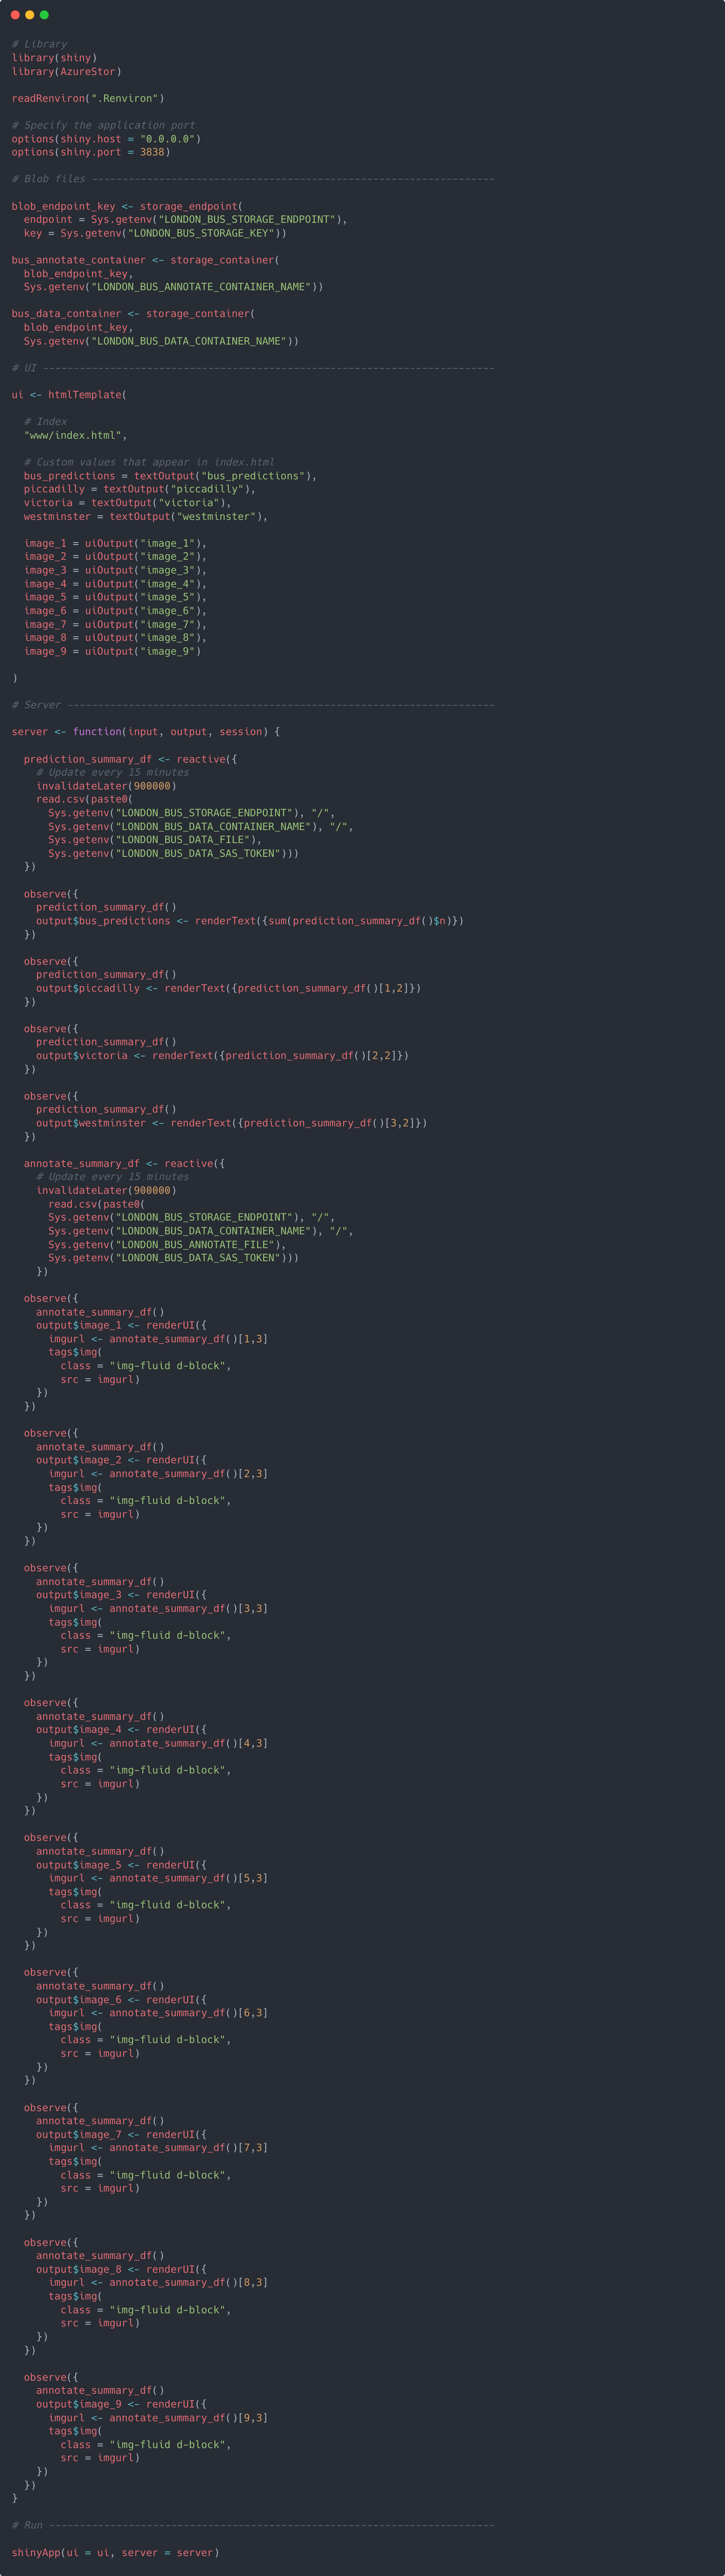 # Library
library(shiny)
library(AzureStor)

readRenviron(".Renviron")

# Specify the application port
options(shiny.host = "0.0.0.0")
options(shiny.port = 3838)

# Blob files ------------------------------------------------------------------

blob_endpoint_key <- storage_endpoint(
  endpoint = Sys.getenv("LONDON_BUS_STORAGE_ENDPOINT"),
  key = Sys.getenv("LONDON_BUS_STORAGE_KEY"))

bus_annotate_container <- storage_container(
  blob_endpoint_key,
  Sys.getenv("LONDON_BUS_ANNOTATE_CONTAINER_NAME"))

bus_data_container <- storage_container(
  blob_endpoint_key,
  Sys.getenv("LONDON_BUS_DATA_CONTAINER_NAME"))

# UI --------------------------------------------------------------------------

ui <- htmlTemplate(

  # Index
  "www/index.html",

  # Custom values that appear in index.html
  bus_predictions = textOutput("bus_predictions"),
  piccadilly = textOutput("piccadilly"),
  victoria = textOutput("victoria"),
  westminster = textOutput("westminster"),

  image_1 = uiOutput("image_1"),
  image_2 = uiOutput("image_2"),
  image_3 = uiOutput("image_3"),
  image_4 = uiOutput("image_4"),
  image_5 = uiOutput("image_5"),
  image_6 = uiOutput("image_6"),
  image_7 = uiOutput("image_7"),
  image_8 = uiOutput("image_8"),
  image_9 = uiOutput("image_9")

)

# Server ----------------------------------------------------------------------

server <- function(input, output, session) {

  prediction_summary_df <- reactive({
    # Update every 15 minutes
    invalidateLater(900000)
    read.csv(paste0(
      Sys.getenv("LONDON_BUS_STORAGE_ENDPOINT"), "/",
      Sys.getenv("LONDON_BUS_DATA_CONTAINER_NAME"), "/",
      Sys.getenv("LONDON_BUS_DATA_FILE"),
      Sys.getenv("LONDON_BUS_DATA_SAS_TOKEN")))
  })

  observe({
    prediction_summary_df()
    output$bus_predictions <- renderText({sum(prediction_summary_df()$n)})
  })

  observe({
    prediction_summary_df()
    output$piccadilly <- renderText({prediction_summary_df()[1,2]})
  })

  observe({
    prediction_summary_df()
    output$victoria <- renderText({prediction_summary_df()[2,2]})
  })

  observe({
    prediction_summary_df()
    output$westminster <- renderText({prediction_summary_df()[3,2]})
  })

  annotate_summary_df <- reactive({
    # Update every 15 minutes
    invalidateLater(900000)
      read.csv(paste0(
      Sys.getenv("LONDON_BUS_STORAGE_ENDPOINT"), "/",
      Sys.getenv("LONDON_BUS_DATA_CONTAINER_NAME"), "/",
      Sys.getenv("LONDON_BUS_ANNOTATE_FILE"),
      Sys.getenv("LONDON_BUS_DATA_SAS_TOKEN")))
    })

  observe({
    annotate_summary_df()
    output$image_1 <- renderUI({
      imgurl <- annotate_summary_df()[1,3]
      tags$img(
        class = "img-fluid d-block",
        src = imgurl)
    })
  })

  observe({
    annotate_summary_df()
    output$image_2 <- renderUI({
      imgurl <- annotate_summary_df()[2,3]
      tags$img(
        class = "img-fluid d-block",
        src = imgurl)
    })
  })

  observe({
    annotate_summary_df()
    output$image_3 <- renderUI({
      imgurl <- annotate_summary_df()[3,3]
      tags$img(
        class = "img-fluid d-block",
        src = imgurl)
    })
  })

  observe({
    annotate_summary_df()
    output$image_4 <- renderUI({
      imgurl <- annotate_summary_df()[4,3]
      tags$img(
        class = "img-fluid d-block",
        src = imgurl)
    })
  })

  observe({
    annotate_summary_df()
    output$image_5 <- renderUI({
      imgurl <- annotate_summary_df()[5,3]
      tags$img(
        class = "img-fluid d-block",
        src = imgurl)
    })
  })

  observe({
    annotate_summary_df()
    output$image_6 <- renderUI({
      imgurl <- annotate_summary_df()[6,3]
      tags$img(
        class = "img-fluid d-block",
        src = imgurl)
    })
  })

  observe({
    annotate_summary_df()
    output$image_7 <- renderUI({
      imgurl <- annotate_summary_df()[7,3]
      tags$img(
        class = "img-fluid d-block",
        src = imgurl)
    })
  })

  observe({
    annotate_summary_df()
    output$image_8 <- renderUI({
      imgurl <- annotate_summary_df()[8,3]
      tags$img(
        class = "img-fluid d-block",
        src = imgurl)
    })
  })

  observe({
    annotate_summary_df()
    output$image_9 <- renderUI({
      imgurl <- annotate_summary_df()[9,3]
      tags$img(
        class = "img-fluid d-block",
        src = imgurl)
    })
  })
}

# Run -------------------------------------------------------------------------

shinyApp(ui = ui, server = server)